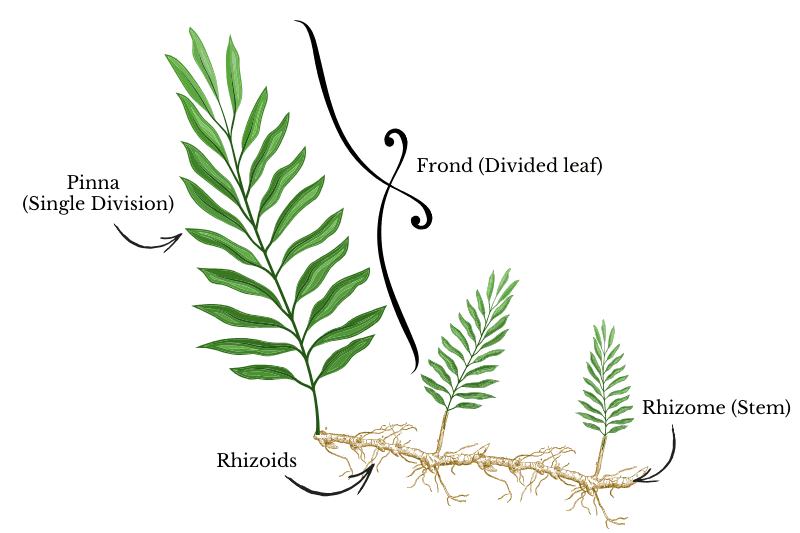 Frond (Divided leaf)
Pinna
(Single Division)
Rhizome (Stem)
Rhizoids